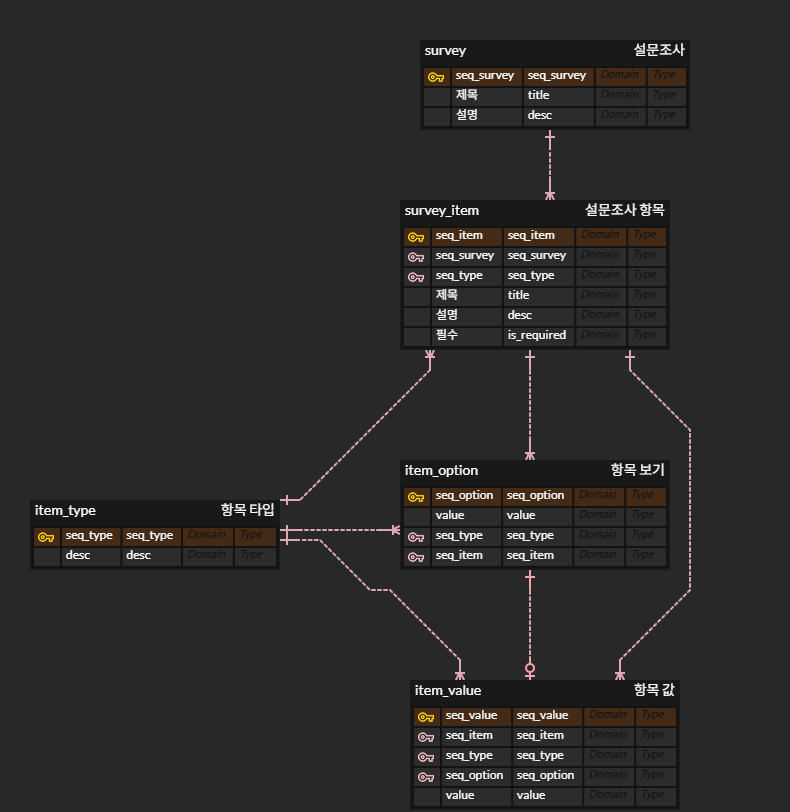 survey 설문조사
seq_survey seq_survey Domain Type
제목 title Domain Type
설명 desc Domain Type
survey_item 설문조사 항목
seq_item seq_item Domain Type
seq_survey seq_survey Domain Type
seq_type seq_type Domain Type
제목 title Domain Type
설명 desc Domain Type
필수 is_required Domain Type
item_option 항목 보기
seq_option seq_option Domain Type
value value Domain Type
seq_type seq_type Domain Type
seq_item seq_item Domain Type
item_type 항목 타입
seq_type seq_type Domain Type
desc desc Domain Type
item_value 항목 값
seq_value seq_value Domain Type
seq_item seq_item Domain Type
seq_type seq_type Domain Type
seq_option seq_option Domain Type
value value Domain Type